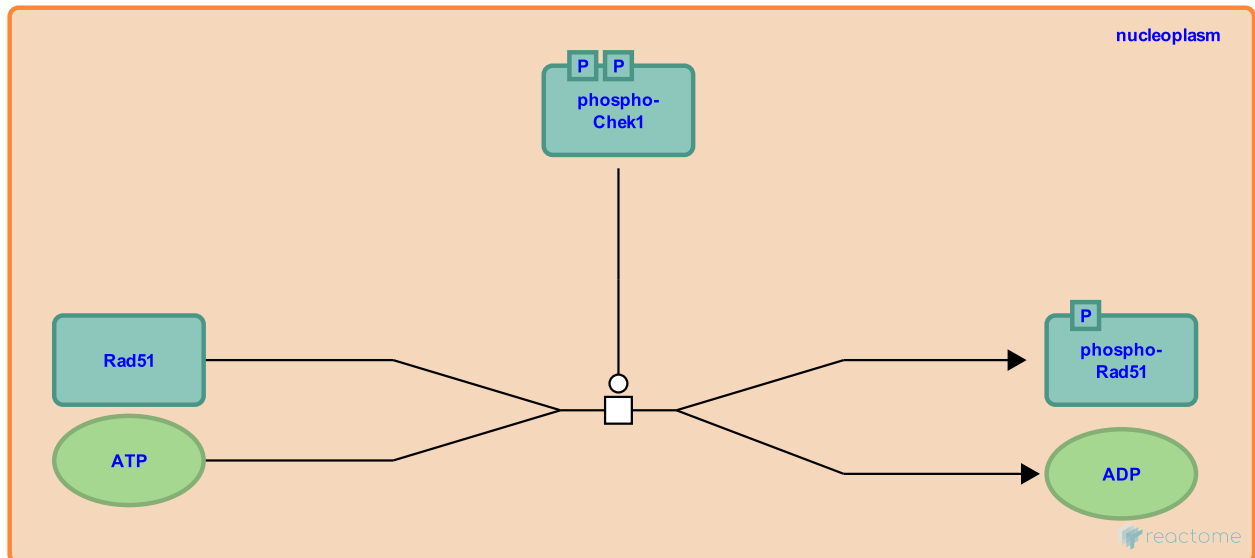 nucleoplasm
P P
phospho-
Chek1
Rad51
ATP
P
phospho-
Rad51
ADP
reactome